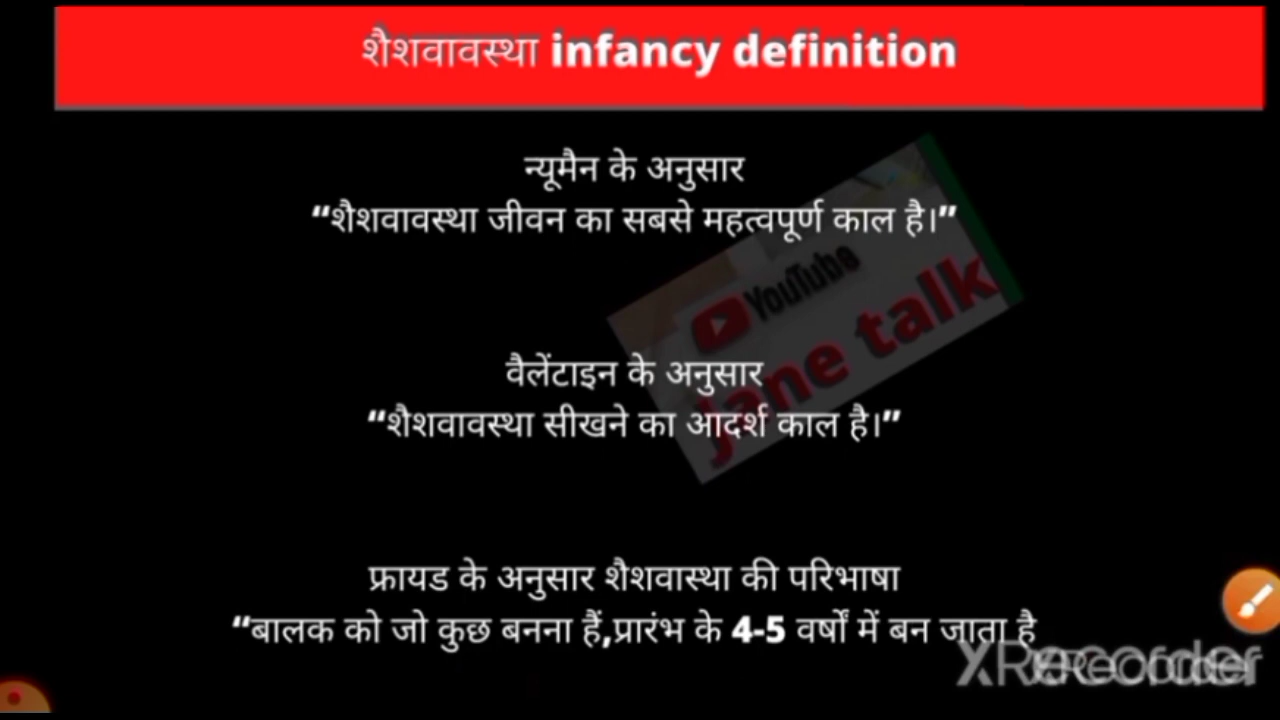 शैशवावस्था infancy definition
न्यूमैन के अनुसार
“शैशवावस्था जीवन का सबसे महत्वपूर्ण काल है।”
YouTube
jane talk
वैलेंटाइन के अनुसार
“शैशवावस्था सीखने का आदर्श काल है।”
फ्रायड के अनुसार शैशवास्था की परिभाषा
“बालक को जो कुछ बनना हैं,प्रारंभ के 4-5 वर्षों में बन जाता है
XRecorder
XRecorder